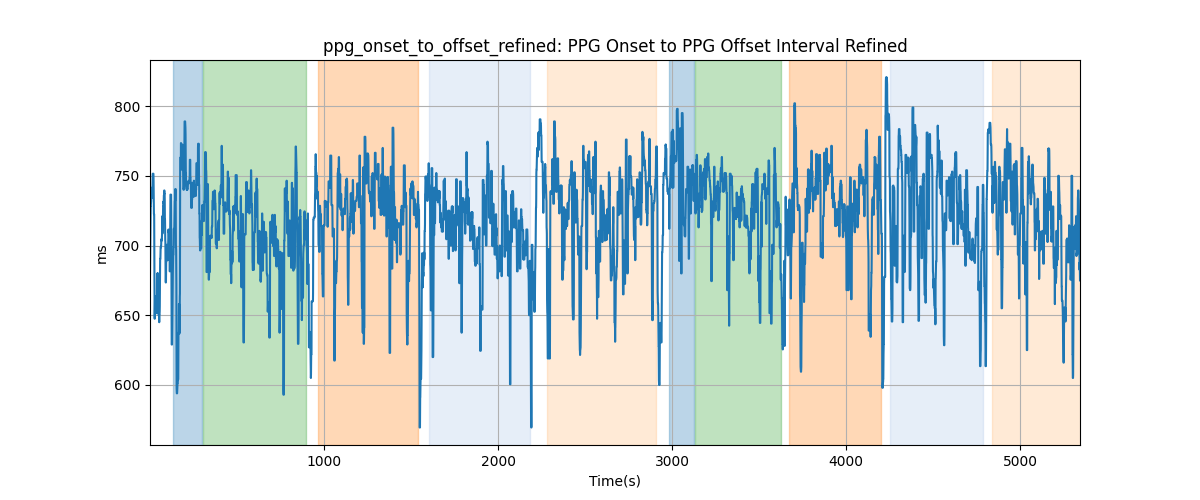 ppg_onset_to_offset_refined: PPG Onset to PPG Offset Interval Refined
800
750
700
650
600
ms
1000 2000 3000 4000 5000
Time(s)